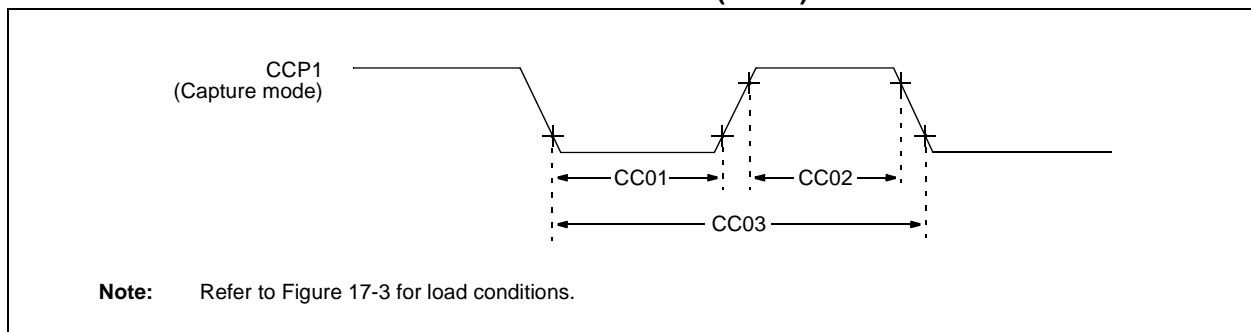 CCP1
(Capture mode)
CC01
CC02
CC03
Note: Refer to Figure 17-3 for load conditions.